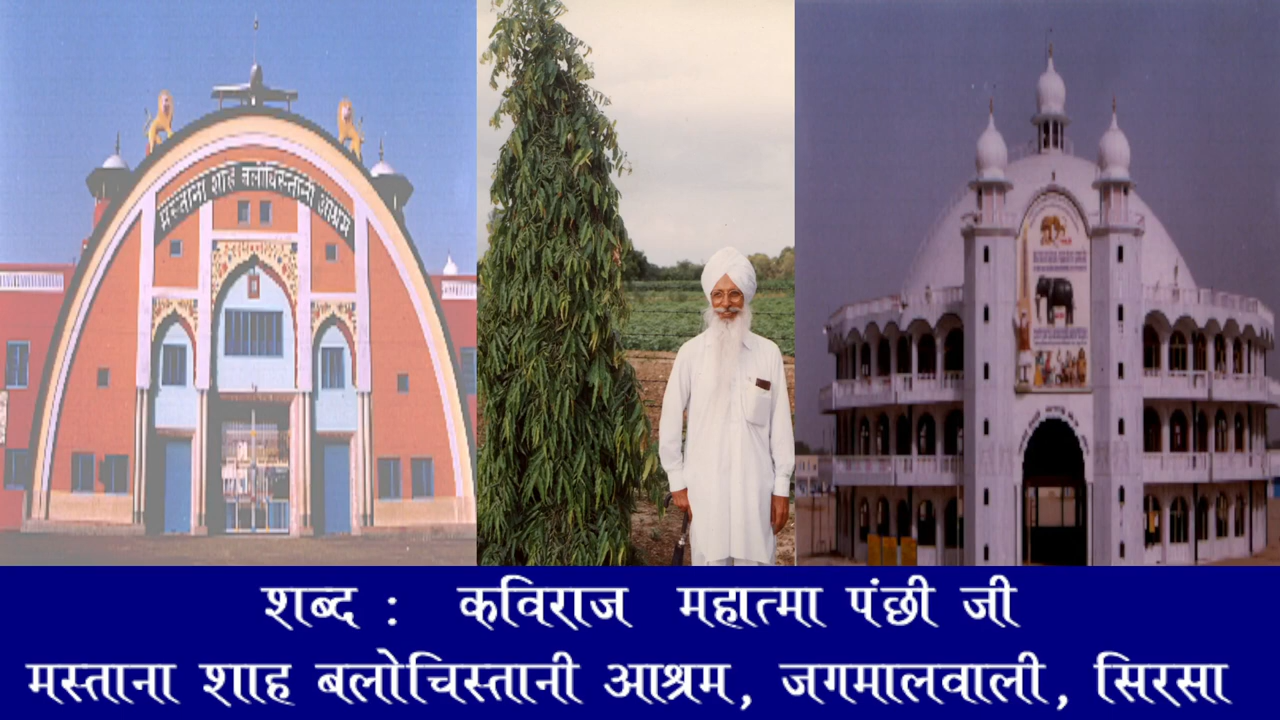 मस्ताना शाह बलोचिस्तानी आश्रम
शब्द : कविराज महात्मा पंछी जी
मस्ताना शाह बलोचिस्तानी आश्रम, जगमालवाली, सिरसा